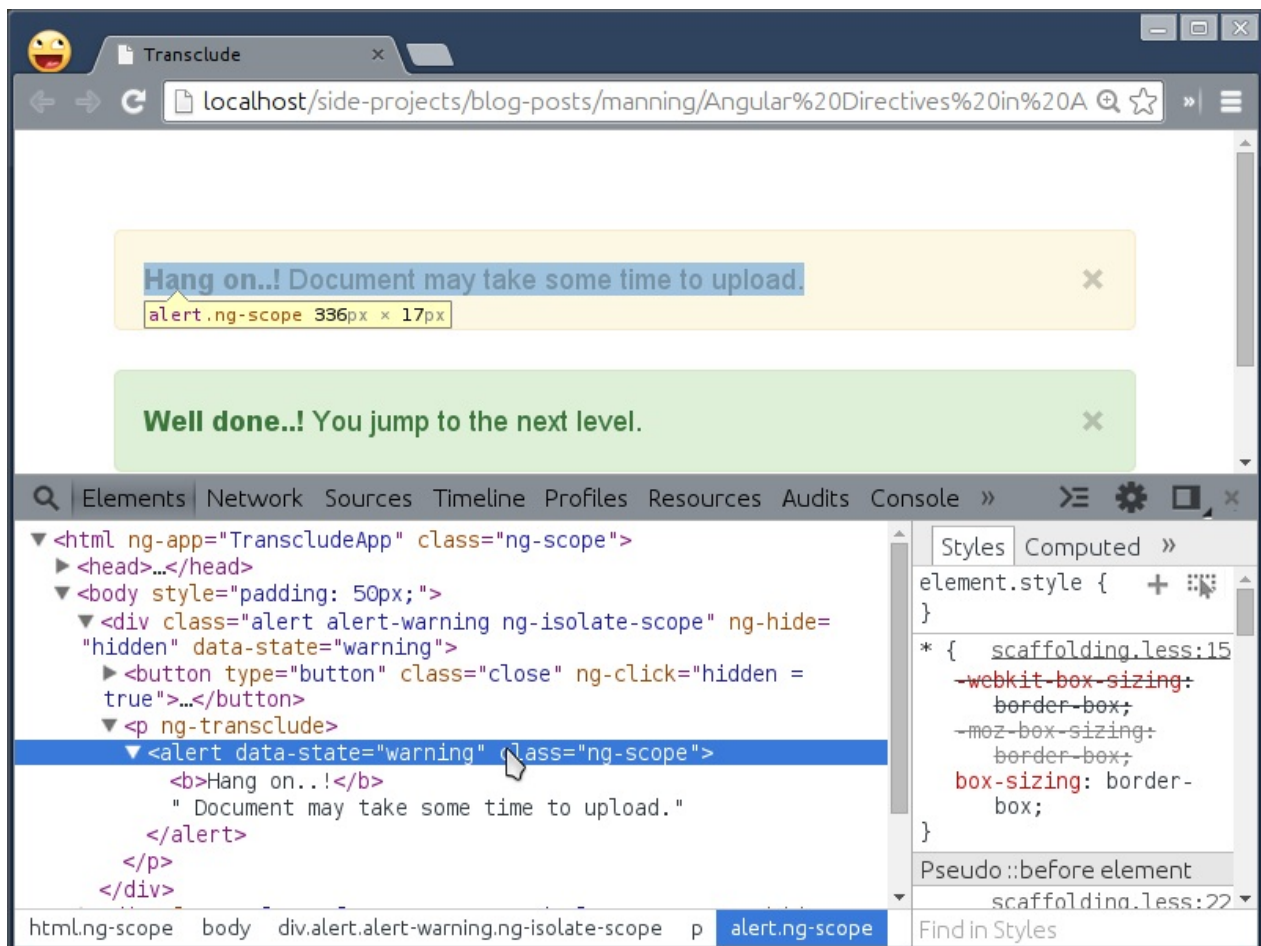 Transclude ×
localhost/side-projects/blog-posts/manning/Angular%20Directives%20in%20A
»
Hang on..! Document may take some time to upload. ×
alert.ng-scope 336px × 17px
Well done..! You jump to the next level. ×
Elements Network Sources Timeline Profiles Resources Audits Console » ×
<html ng-app="TranscludeApp" class="ng-scope">
<head>…</head>
<body style="padding: 50px;">
<div class="alert alert-warning ng-isolate-scope" ng-hide=
"hidden" data-state="warning">
<button type="button" class="close" ng-click="hidden =
true">…</button>
<p ng-transclude>
<alert data-state="warning" class="ng-scope">
<b>Hang on..!</b>
" Document may take some time to upload."
</alert>
</p>
</div>
html.ng-scope body div.alert.alert-warning.ng-isolate-scope p alert.ng-scope
Styles Computed »
element.style {
}
* { scaffolding.less:15
-webkit-box-sizing:
border-box;
-moz-box-sizing:
border-box;
box-sizing: border-
box;
}
Pseudo ::before element
scaffolding.less:22
Find in Styles